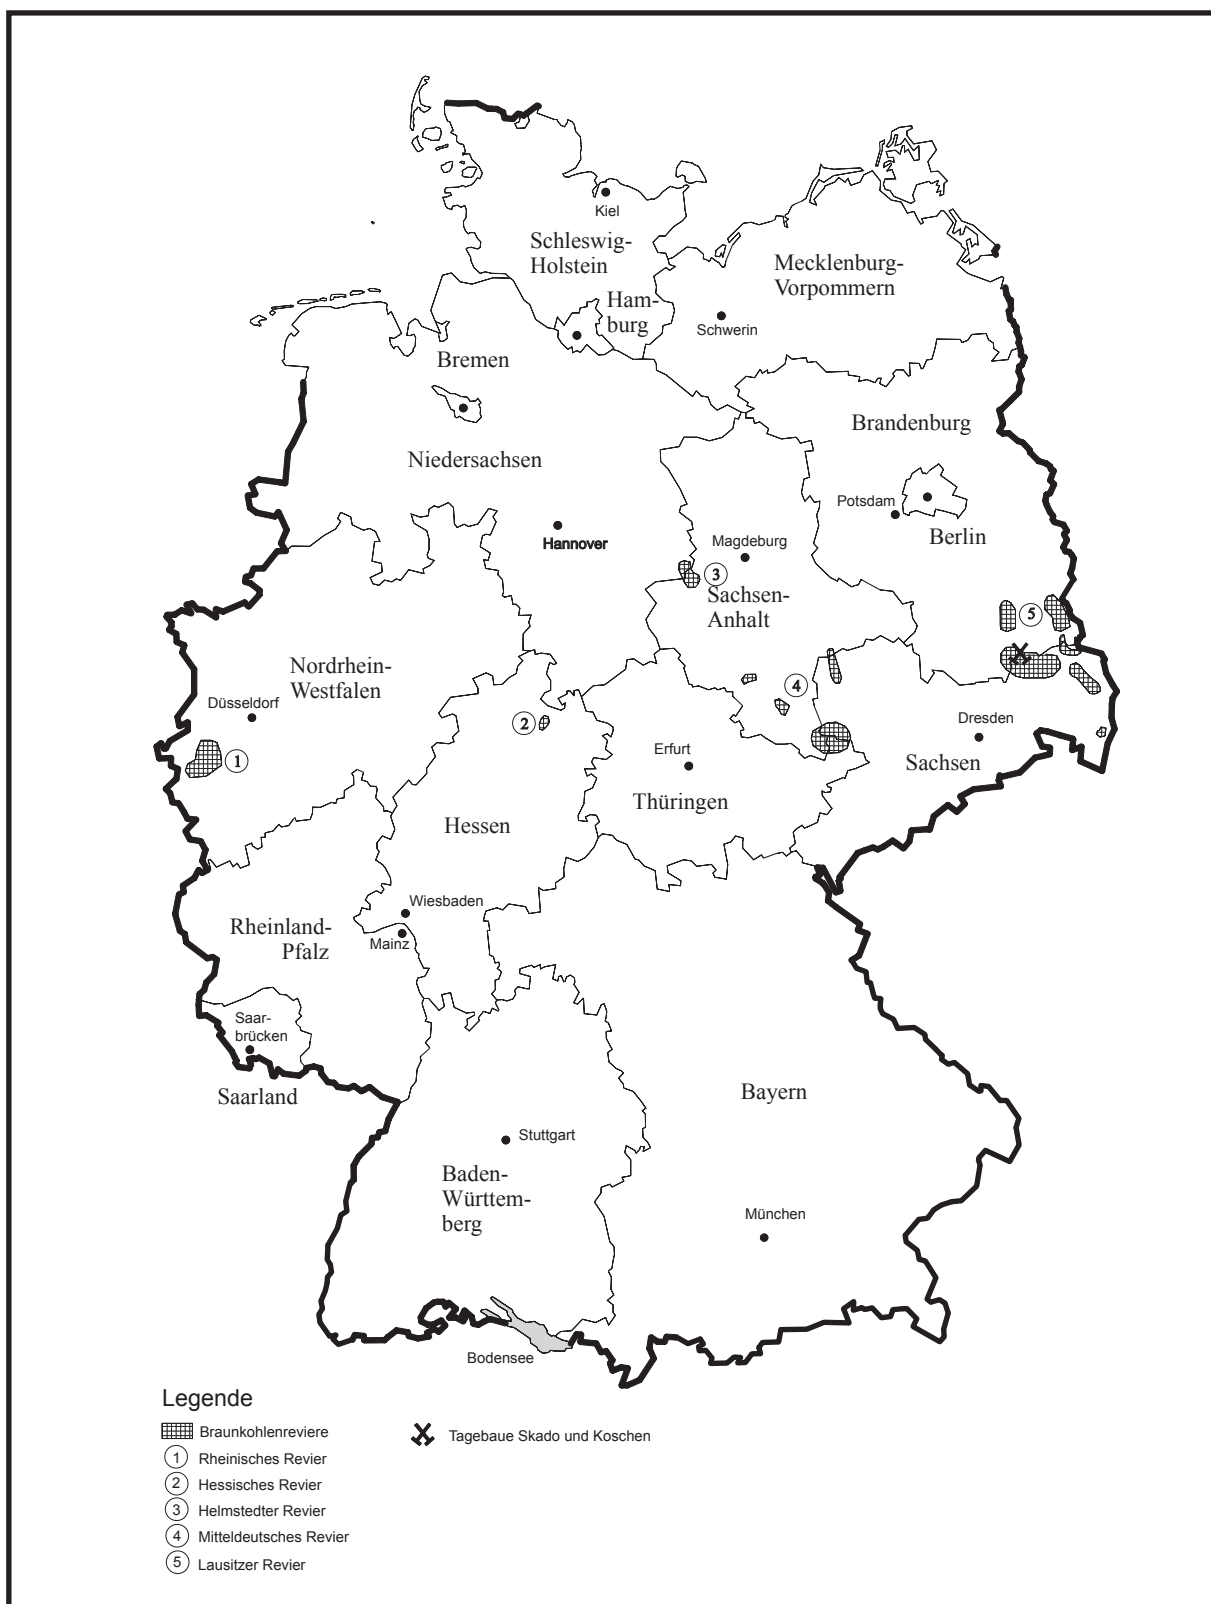 Kiel
Schleswig-
Holstein
Mecklenburg-
Vorpommern
Ham-
burg
Schwerin
Bremen
Brandenburg
Niedersachsen
Potsdam
Berlin
Hannover
Magdeburg
3
Sachsen-
Anhalt
5
Nordrhein-
Westfalen
4
Düsseldorf
2
Dresden
1
Erfurt
Sachsen
Thüringen
Hessen
Wiesbaden
Rheinland-
Pfalz
Mainz
Saar-
brücken
Saarland
Bayern
Stuttgart
Baden-
Württem-
berg
München
Bodensee
Legende
Braunkohlenreviere
Tagebaue Skado und Koschen
1 Rheinisches Revier
2 Hessisches Revier
3 Helmstedter Revier
4 Mitteldeutsches Revier
5 Lausitzer Revier